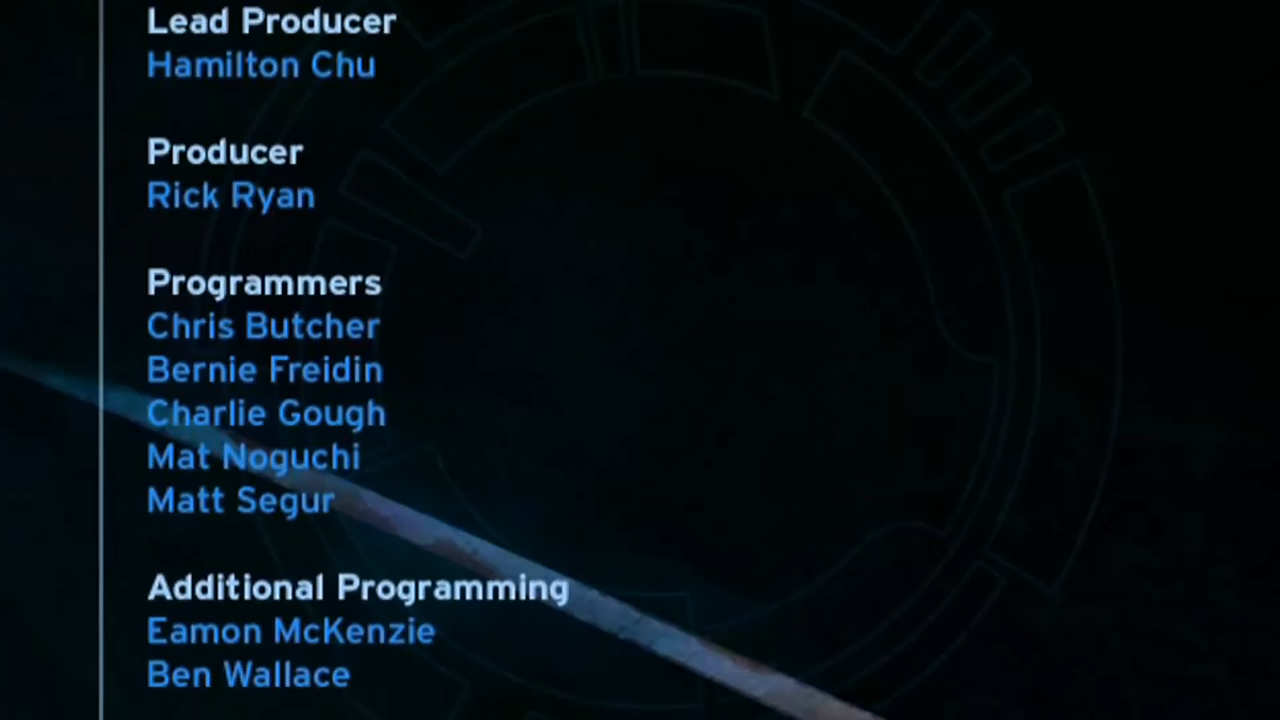 Lead Producer
Hamilton Chu
Producer
Rick Ryan
Programmers
Chris Butcher
Bernie Freidin
Charlie Gough
Mat Noguchi
Matt Segur
Additional Programming
Eamon McKenzie
Ben Wallace